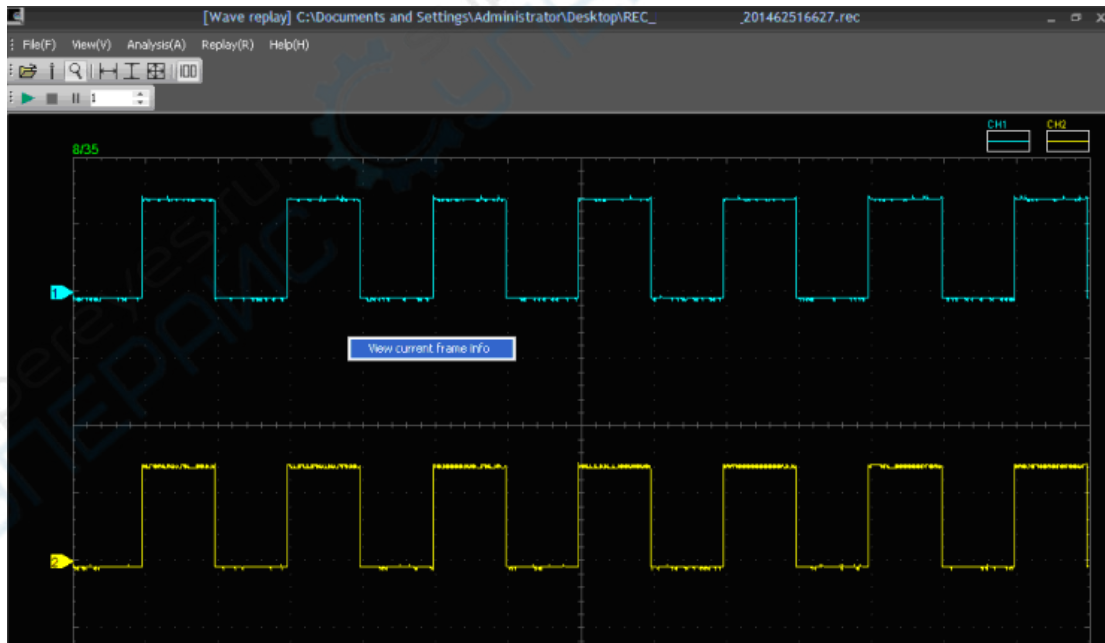 [Wave replay] C:\Documents and Settings\Administrator\Desktop\REC_ _201462516627.rec
File(F) View(V) Analysis(A) Replay(R) Help(H)
100
1
CH1 CH2
8/35
1
View current frame info
2